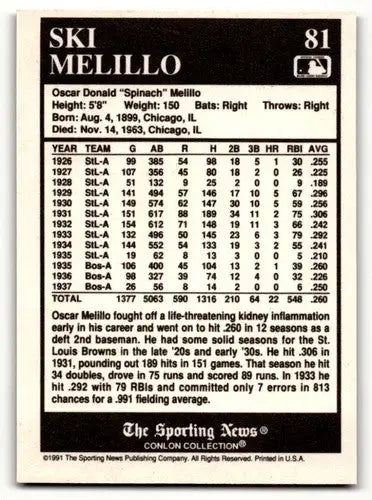 SKI 81
MELILLO
Oscar Donald "Spinach" Melillo
Height: 5'8" Weight: 150 Bats: Right Throws: Right
Born: Aug. 4, 1899, Chicago, IL
Died: Nov. 14, 1963, Chicago, IL
YEAR TEAM G AB R H 2B 3B HR RBI AVG
1926 StL-A 99 385 54 98 18 5 1 30 .255
1927 StL-A 107 356 45 80 18 2 0 26 .225
1928 StL-A 51 132 9 25 2 0 0 9 .189
1929 StL-A 141 494 57 146 17 10 5 67 .296
1930 StL-A 149 574 62 147 30 10 5 59 .256
1931 StL-A 151 617 88 189 34 11 2 75 .306
1932 StL-A 154 612 71 148 19 11 3 66 .242
1933 StL-A 132 496 50 145 23 6 3 79 .292
1934 StL-A 144 552 54 133 19 3 2 55 .241
1935 StL-A 19 62 8 13 3 0 0 5 .210
1935 Bos-A 106 400 45 104 13 2 1 39 .260
1936 Bos-A 98 327 39 74 12 4 0 32 .226
1937 Bos-A 26 56 8 14 2 0 0 6 .250
TOTAL 1377 5063 590 1316 210 64 22 548 .260
Oscar Melillo fought off a life-threatening kidney inflammation
early in his career and went on to hit .260 in 12 seasons as a
deft 2nd baseman. He had some solid seasons for the
St. Louis Browns in the late '20s and early '30s. He hit .306 in
1931, pounding out 189 hits in 151 games. That season he hit
34 doubles, drove in 75 runs and scored 89 runs. In 1933 he
hit .292 with 79 RBIs and committed only 7 errors in 813
chances for a .991 fielding average.
The Sporting News®
CONLON COLLECTION®
©1991 The Sporting News Publishing Company. All Rights Reserved. Printed in U.S.A.